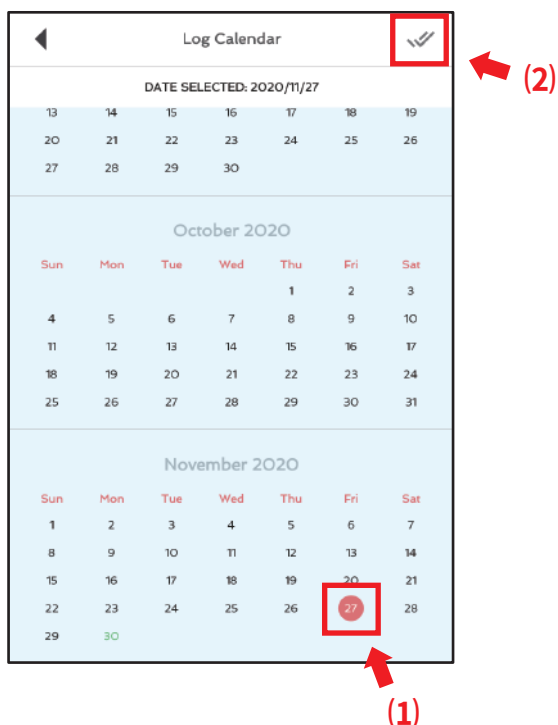 Log Calendar
(2)
DATE SELECTED: 2020/11/27
13 14 15 16 17 18 19
20 21 22 23 24 25 26
27 28 29 30
October 2020
Sun Mon Tue Wed Thu Fri Sat
1 2 3
4 5 6 7 8 9 10
11 12 13 14 15 16 17
18 19 20 21 22 23 24
25 26 27 28 29 30 31
November 2020
Sun Mon Tue Wed Thu Fri Sat
1 2 3 4 5 6 7
8 9 10 11 12 13 14
15 16 17 18 19 20 21
22 23 24 25 26 27 28
29 30
(1)